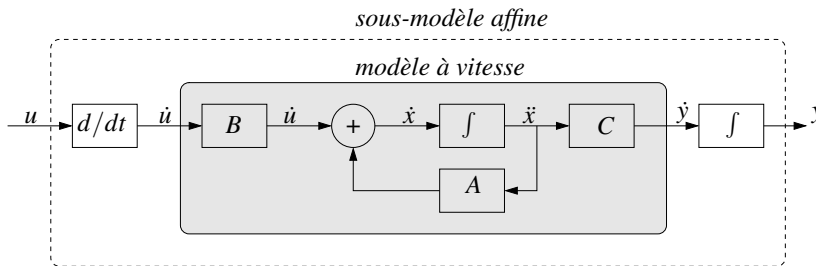 sous-modèle affine
modèle à vitesse
u d/dt u̇ B u̇ + ẋ ∫ ẍ C ẏ ∫ y
A